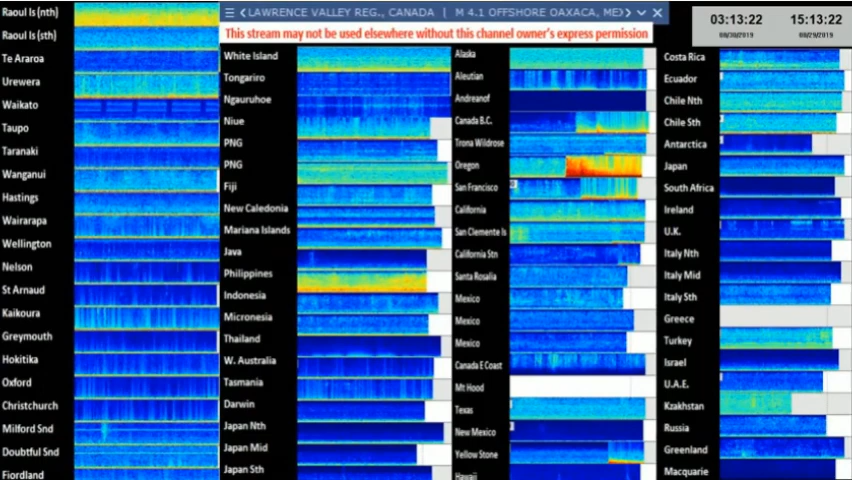 Raoul Is (nth)
Raoul Is (sth)
Te Araroa
Urewera
Waikato
Taupo
Taranaki
Wanganui
Hastings
Wairarapa
Wellington
Nelson
St Arnaud
Kaikoura
Greymouth
Hokitika
Oxford
Christchurch
Milford Snd
Doubtful Snd
Fiordland
LAWRENCE VALLEY REG., CANADA | M 4.1 OFFSHORE OAXACA, MEX
This stream may not be used elsewhere without this channel owner's express permission
White Island
Tongariro
Ngauruhoe
Niue
PNG
PNG
Fiji
New Caledonia
Mariana Islands
Java
Philippines
Indonesia
Micronesia
Thailand
W. Australia
Tasmania
Darwin
Japan Nth
Japan Mid
Japan Sth
Alaska
Aleutian
Andreanof
Canada B.C.
Trona Wildrose
Oregon
San Francisco
California
San Clemente Is
California Stn
Santa Rosalia
Mexico
Mexico
Mexico
Canada E Coast
Mt Hood
Texas
New Mexico
Yellow Stone
Hawaii
03:13:22 15:13:22
08/30/2019 08/29/2019
Costa Rica
Ecuador
Chile Nth
Chile Sth
Antarctica
Japan
South Africa
Ireland
U.K.
Italy Nth
Italy Mid
Italy Sth
Greece
Turkey
Israel
U.A.E.
Kzakhstan
Russia
Greenland
Macquarie